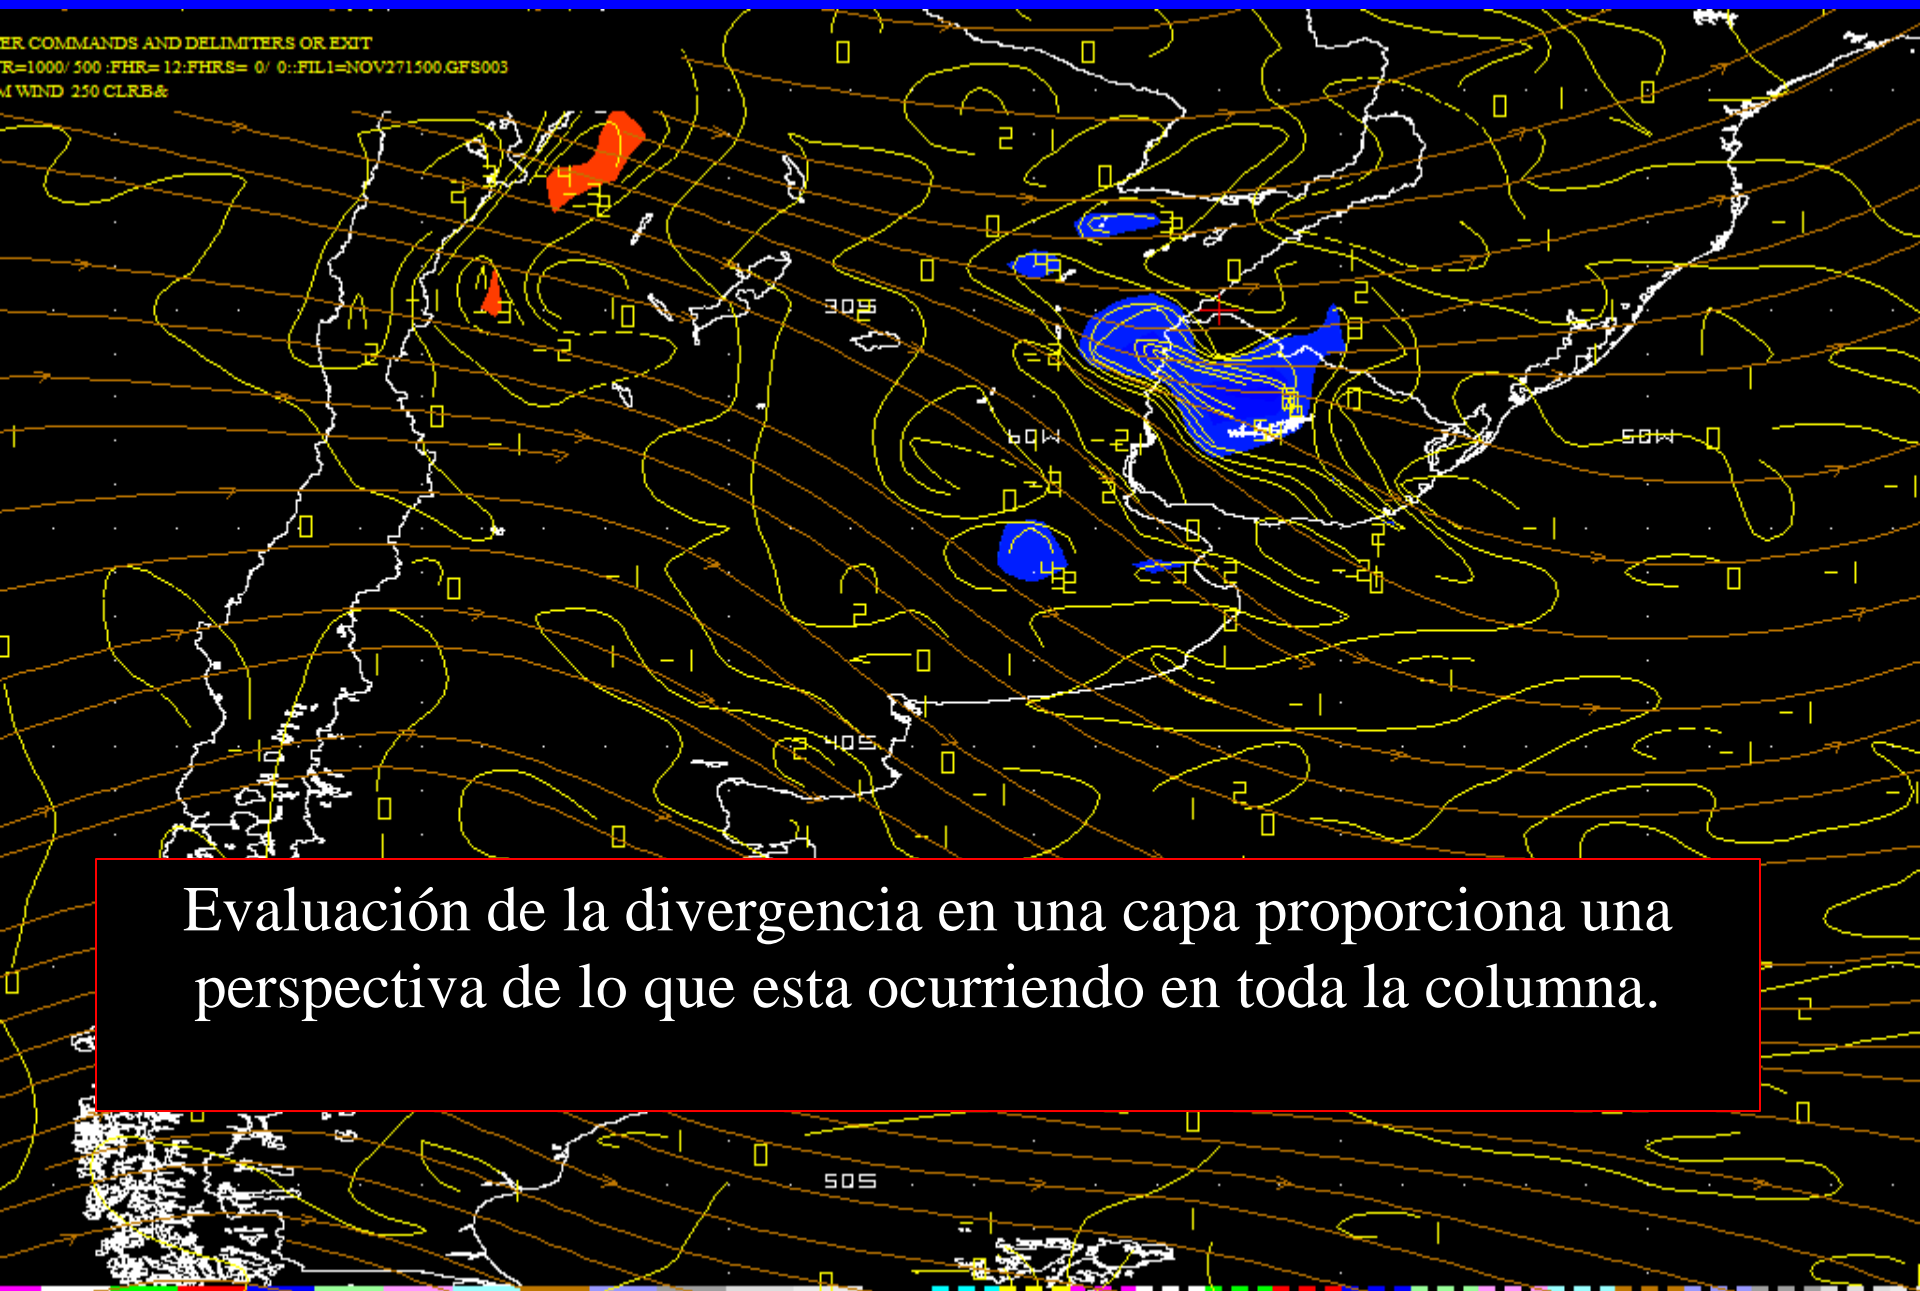 ER COMMANDS AND DELIMITERS OR EXIT
R=1000/ 500 :FHR= 12:FHRS= 0/ 0::FIL1=NOV271500.GFS003
M WIND 250 CLRB&
30S
60W
50W
40S
Evaluación de la divergencia en una capa proporciona una
perspectiva de lo que esta ocurriendo en toda la columna.
50S